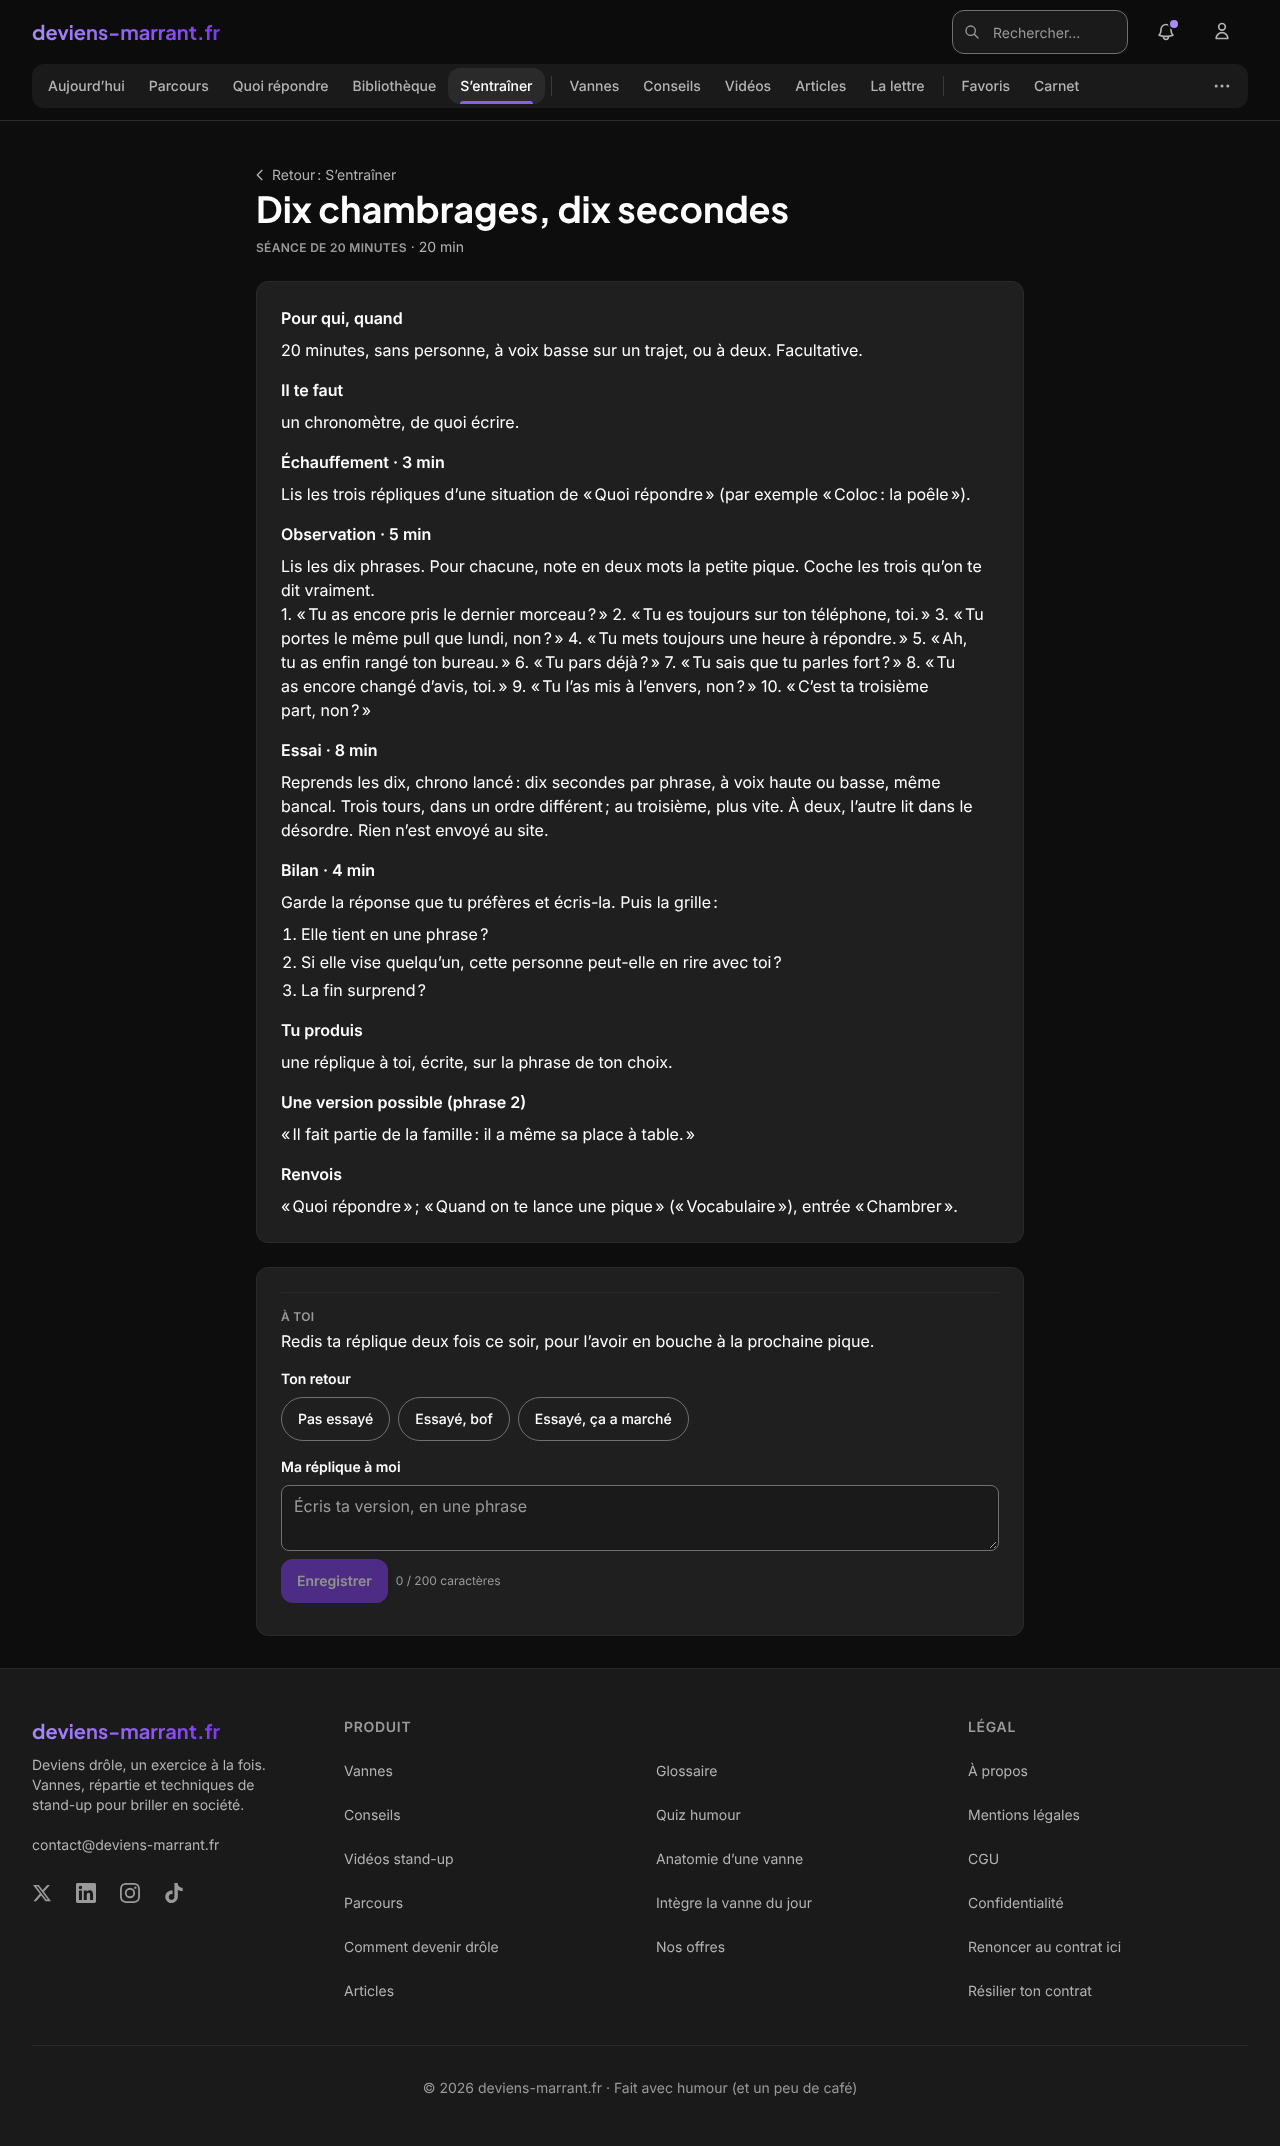 deviens-marrant.fr
Rechercher...
Aujourd’hui Parcours Quoi répondre Bibliothèque S’entraîner Vannes Conseils Vidéos Articles La lettre Favoris Carnet
Retour : S’entraîner
Dix chambrages, dix secondes
SÉANCE DE 20 MINUTES · 20 min
Pour qui, quand
20 minutes, sans personne, à voix basse sur un trajet, ou à deux. Facultative.
Il te faut
un chronomètre, de quoi écrire.
Échauffement · 3 min
Lis les trois répliques d’une situation de « Quoi répondre » (par exemple « Coloc : la poêle »).
Observation · 5 min
Lis les dix phrases. Pour chacune, note en deux mots la petite pique. Coche les trois qu’on te
dit vraiment.
1. « Tu as encore pris le dernier morceau ? » 2. « Tu es toujours sur ton téléphone, toi. » 3. « Tu
portes le même pull que lundi, non ? » 4. « Tu mets toujours une heure à répondre. » 5. « Ah,
tu as enfin rangé ton bureau. » 6. « Tu pars déjà ? » 7. « Tu sais que tu parles fort ? » 8. « Tu
as encore changé d’avis, toi. » 9. « Tu l’as mis à l’envers, non ? » 10. « C’est ta troisième
part, non ? »
Essai · 8 min
Reprends les dix, chrono lancé : dix secondes par phrase, à voix haute ou basse, même
bancal. Trois tours, dans un ordre différent ; au troisième, plus vite. À deux, l’autre lit dans le
désordre. Rien n’est envoyé au site.
Bilan · 4 min
Garde la réponse que tu préfères et écris-la. Puis la grille :
1. Elle tient en une phrase ?
2. Si elle vise quelqu’un, cette personne peut-elle en rire avec toi ?
3. La fin surprend ?
Tu produis
une réplique à toi, écrite, sur la phrase de ton choix.
Une version possible (phrase 2)
« Il fait partie de la famille : il a même sa place à table. »
Renvois
« Quoi répondre » ; « Quand on te lance une pique » (« Vocabulaire »), entrée « Chambrer ».
À TOI
Redis ta réplique deux fois ce soir, pour l’avoir en bouche à la prochaine pique.
Ton retour
Pas essayé Essayé, bof Essayé, ça a marché
Ma réplique à moi
Écris ta version, en une phrase
Enregistrer 0 / 200 caractères
deviens-marrant.fr
Deviens drôle, un exercice à la fois.
Vannes, répartie et techniques de
stand-up pour briller en société.
contact@deviens-marrant.fr
PRODUIT
Vannes
Conseils
Vidéos stand-up
Parcours
Comment devenir drôle
Articles
Glossaire
Quiz humour
Anatomie d’une vanne
Intègre la vanne du jour
Nos offres
LÉGAL
À propos
Mentions légales
CGU
Confidentialité
Renoncer au contrat ici
Résilier ton contrat
© 2026 deviens-marrant.fr · Fait avec humour (et un peu de café)